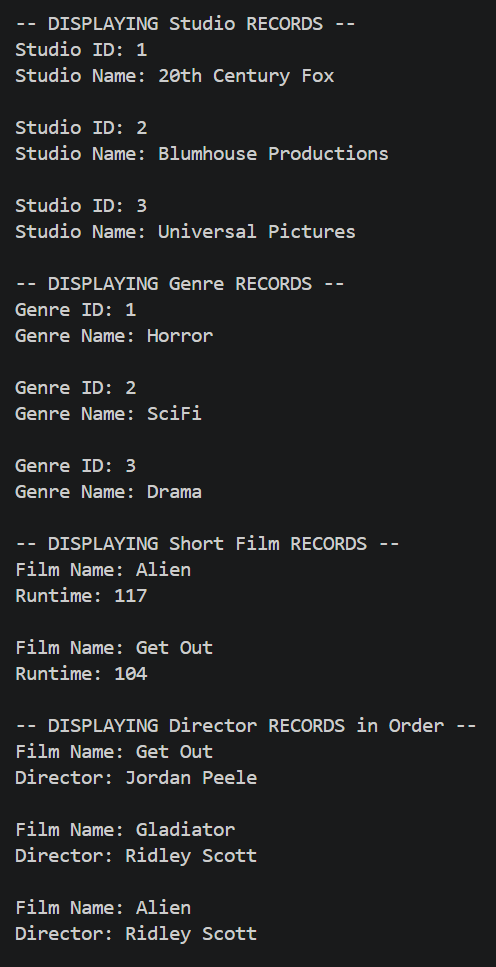 -- DISPLAYING Studio RECORDS --
Studio ID: 1
Studio Name: 20th Century Fox

Studio ID: 2
Studio Name: Blumhouse Productions

Studio ID: 3
Studio Name: Universal Pictures

-- DISPLAYING Genre RECORDS --
Genre ID: 1
Genre Name: Horror

Genre ID: 2
Genre Name: SciFi

Genre ID: 3
Genre Name: Drama

-- DISPLAYING Short Film RECORDS --
Film Name: Alien
Runtime: 117

Film Name: Get Out
Runtime: 104

-- DISPLAYING Director RECORDS in Order --
Film Name: Get Out
Director: Jordan Peele

Film Name: Gladiator
Director: Ridley Scott

Film Name: Alien
Director: Ridley Scott